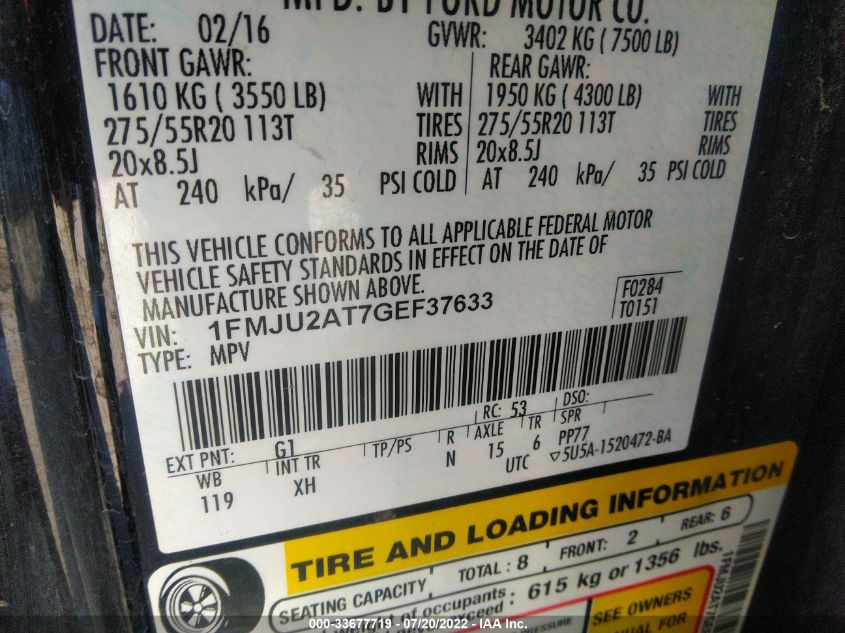 MFD. BY FORD MOTOR CO.
DATE: 02/16 GVWR: 3402 KG ( 7500 LB)
FRONT GAWR: REAR GAWR:
1610 KG ( 3550 LB) WITH 1950 KG ( 4300 LB) WITH
275/55R20 113T TIRES 275/55R20 113T TIRES
20x8.5J RIMS 20x8.5J RIMS
AT 240 kPa/ 35 PSI COLD AT 240 kPa/ 35 PSI COLD
THIS VEHICLE CONFORMS TO ALL APPLICABLE FEDERAL MOTOR
VEHICLE SAFETY STANDARDS IN EFFECT ON THE DATE OF
MANUFACTURE SHOWN ABOVE.
F0284
VIN: 1FMJU2AT7GEF37633 T0151
TYPE: MPV
RC: 53 DSO:
EXT PNT: G1 TP/PS R AXLE TR SPR
WB INT TR N 15 6 PP77
119 XH UTC 5U5A-1520472-BA
TIRE AND LOADING INFORMATION
SEATING CAPACITY TOTAL : 8 FRONT: 2 REAR: 6
of occupants exceed : 615 kg or 1356 lbs.
PRESSURE SEE OWNERS
MANUAL FOR
000-33677719 - 07/20/2022 - IAA Inc.